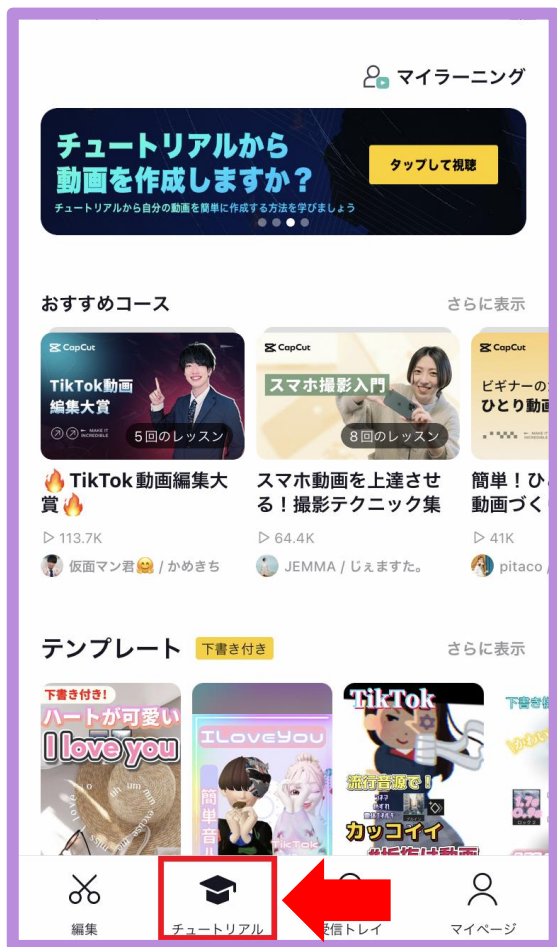 マイラーニング
チュートリアルから
動画を作成しますか？
チュートリアルから自分の動画を簡単に作成する方法を学びましょう
タップして視聴
おすすめコース
さらに表示
CapCut
TikTok動画
編集大賞
MAKE IT
INCREDIBLE
5回のレッスン
🔥TikTok動画編集大
賞🔥
113.7K
仮面マン君🤗 / かめきち
CapCut
スマホ撮影入門
8回のレッスン
スマホ動画を上達させ
る！撮影テクニック集
64.4K
JEMMA / じぇますた。
CapCut
ビギナーの
ひとり動画
簡単！ひ
動画づく
41K
pitaco /
テンプレート
下書き付き
さらに表示
下書き付き!
ハートが可愛い
I love you
ILoveYou
簡単音ハ
TikTok
TikTok
流行音源で！
カッコイイ
下書き付
編集
チュートリアル
受信トレイ
マイページ